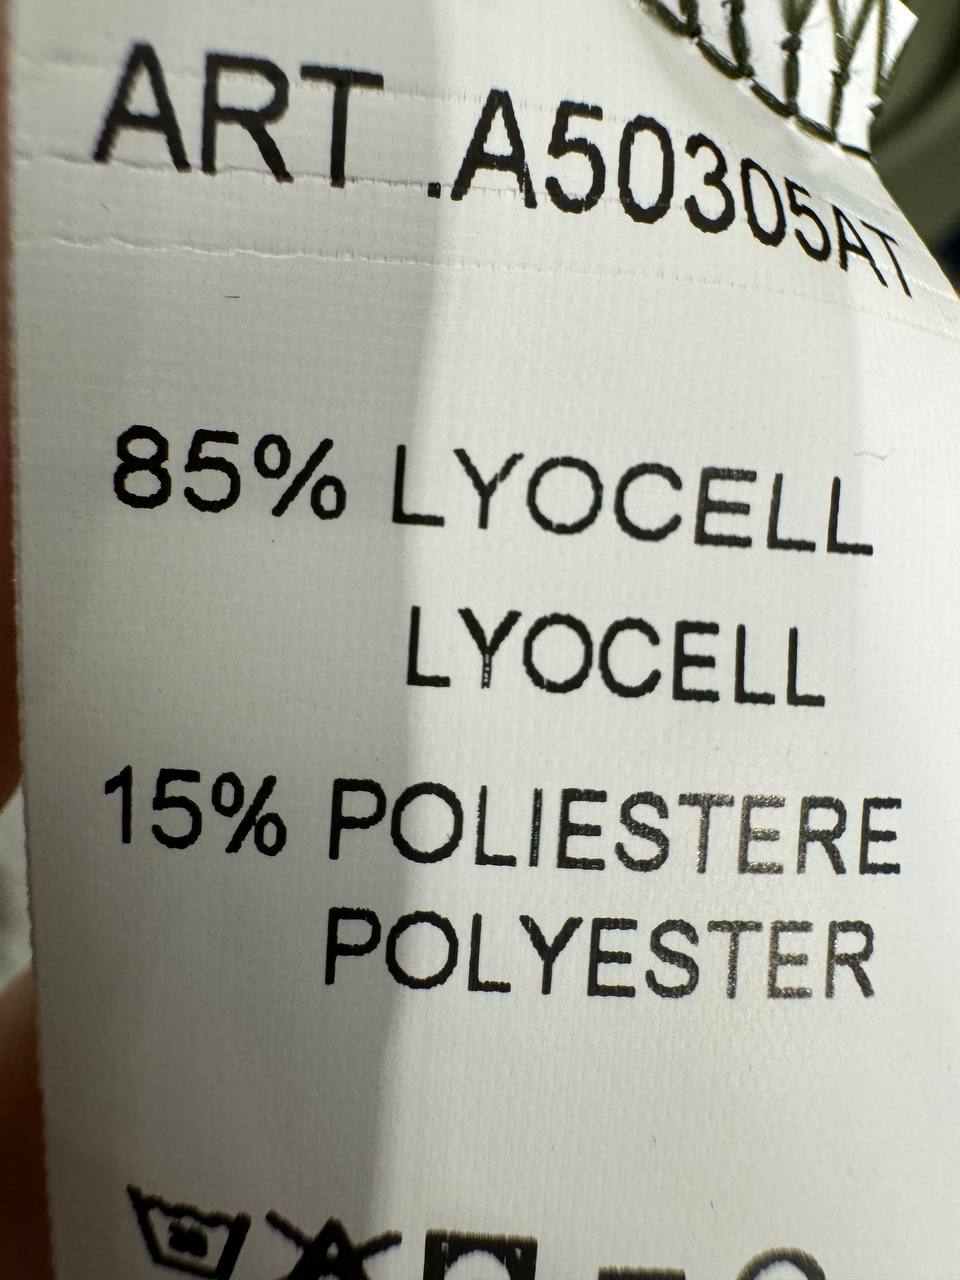 ART .A50305AT
85% LYOCELL
LYOCELL
15% POLIESTERE
POLYESTER